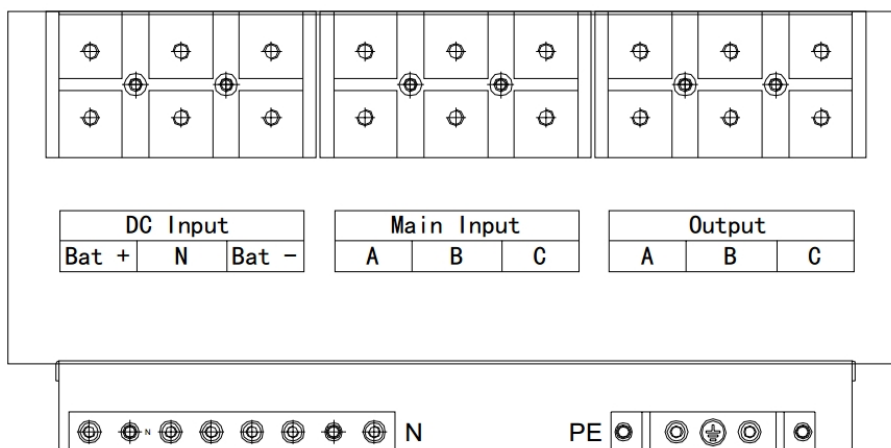 DC Input Main Input Output
Bat + N Bat - A B C A B C
N N PE